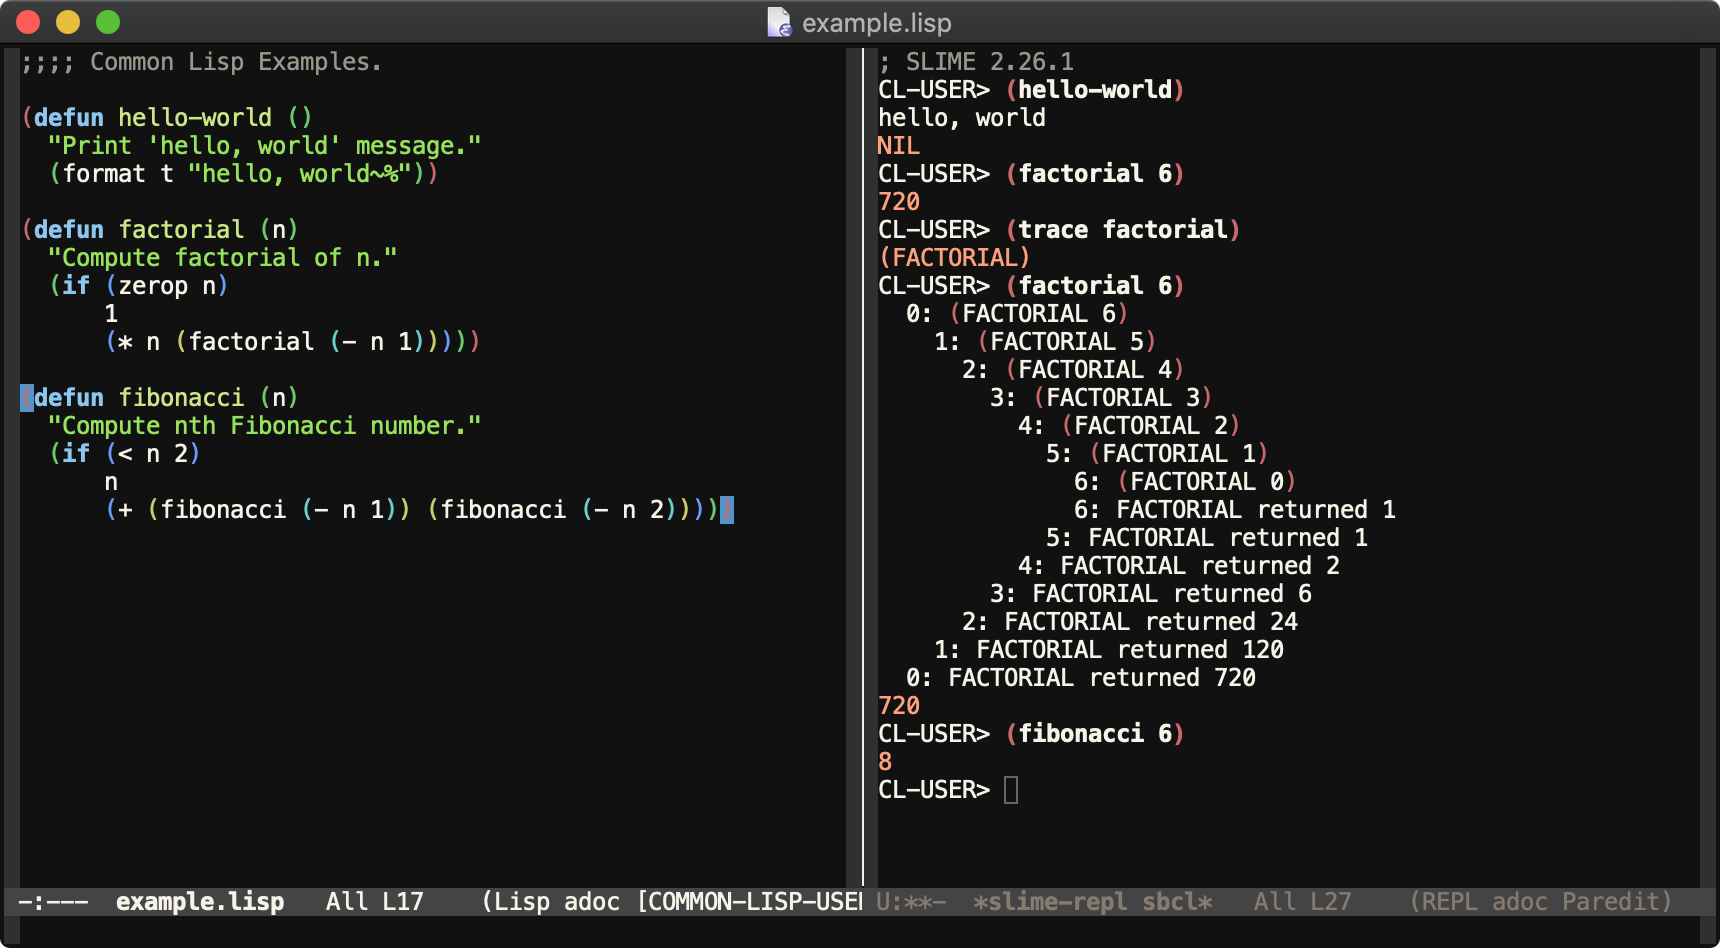 example.lisp
;;;; Common Lisp Examples.

(defun hello-world ()
  "Print 'hello, world' message."
  (format t "hello, world~%"))

(defun factorial (n)
  "Compute factorial of n."
  (if (zerop n)
      1
      (* n (factorial (- n 1)))))

(defun fibonacci (n)
  "Compute nth Fibonacci number."
  (if (< n 2)
      n
      (+ (fibonacci (- n 1)) (fibonacci (- n 2)))))
-:---  example.lisp   All L17    (Lisp adoc [COMMON-LISP-USER
; SLIME 2.26.1
CL-USER> (hello-world)
hello, world
NIL
CL-USER> (factorial 6)
720
CL-USER> (trace factorial)
(FACTORIAL)
CL-USER> (factorial 6)
  0: (FACTORIAL 6)
    1: (FACTORIAL 5)
      2: (FACTORIAL 4)
        3: (FACTORIAL 3)
          4: (FACTORIAL 2)
            5: (FACTORIAL 1)
              6: (FACTORIAL 0)
              6: FACTORIAL returned 1
            5: FACTORIAL returned 1
          4: FACTORIAL returned 2
        3: FACTORIAL returned 6
      2: FACTORIAL returned 24
    1: FACTORIAL returned 120
  0: FACTORIAL returned 720
720
CL-USER> (fibonacci 6)
8
CL-USER>
U:**-  *slime-repl sbcl*   All L27    (REPL adoc Paredit)